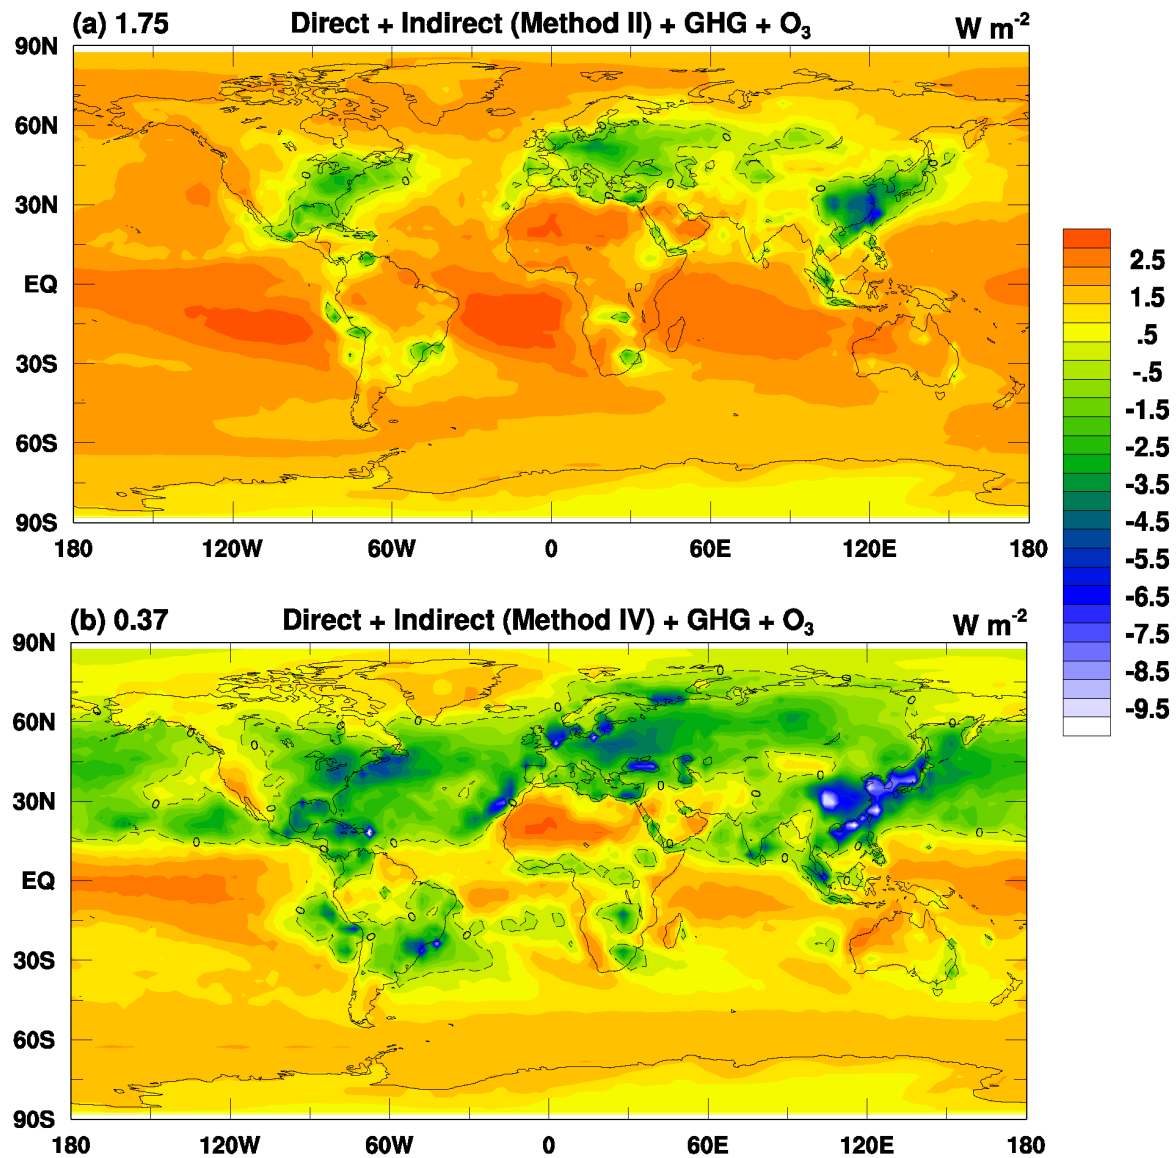 (a) 1.75 Direct + Indirect (Method II) + GHG + O3 W m-2
90N
60N
30N
EQ
30S
60S
90S
180 120W 60W 0 60E 120E 180
2.5
1.5
.5
-.5
-1.5
-2.5
-3.5
-4.5
-5.5
-6.5
-7.5
-8.5
-9.5
(b) 0.37 Direct + Indirect (Method IV) + GHG + O3 W m-2
90N
60N
30N
EQ
30S
60S
90S
180 120W 60W 0 60E 120E 180